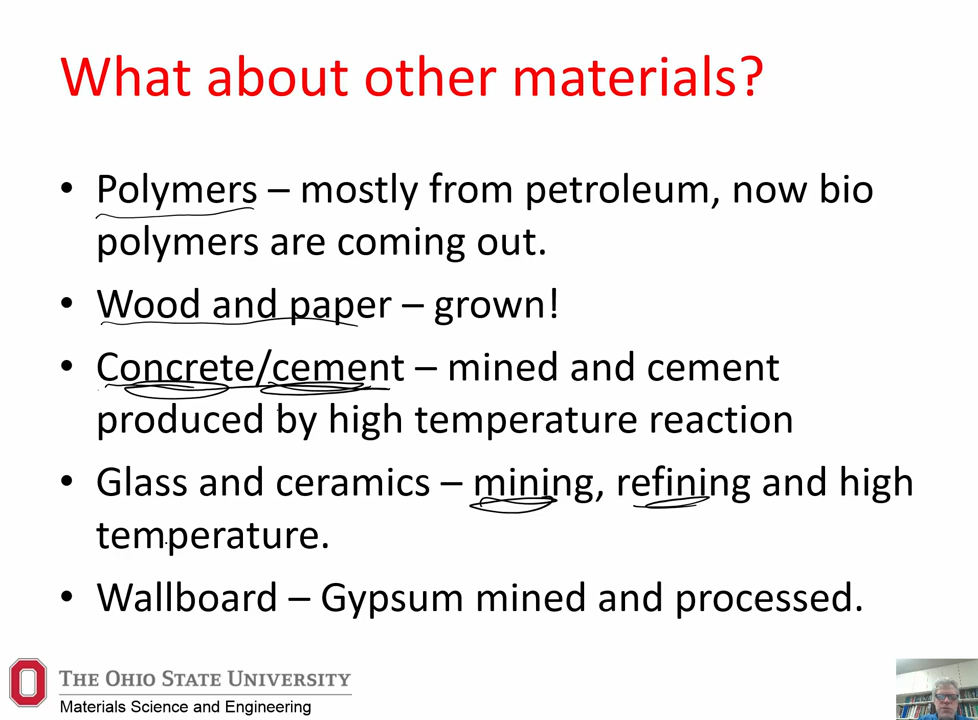 What about other materials?
• Polymers – mostly from petroleum, now bio
polymers are coming out.
• Wood and paper – grown!
• Concrete/cement – mined and cement
produced by high temperature reaction
• Glass and ceramics – mining, refining and high
temperature.
• Wallboard – Gypsum mined and processed.
THE OHIO STATE UNIVERSITY
Materials Science and Engineering